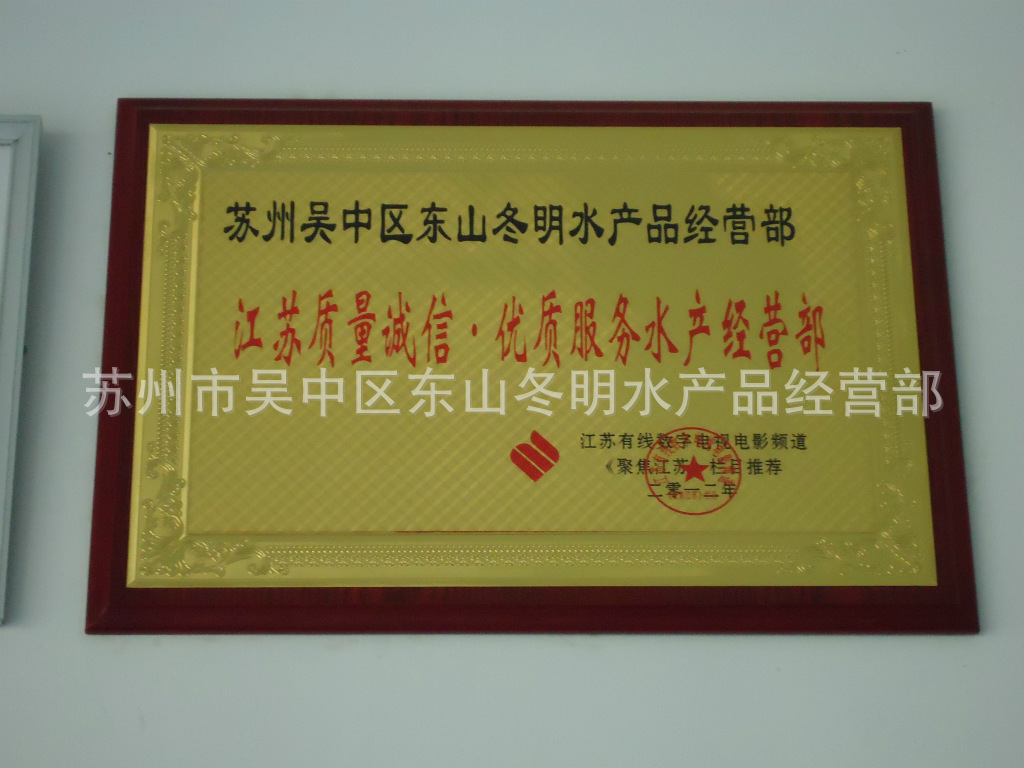 苏州吴中区东山冬明水产品经营部
江苏质量诚信·优质服务水产经营部
苏州市吴中区东山冬明水产品经营部
江苏有线数字电视电影频道
《聚焦江苏》栏目推荐
二零一二年